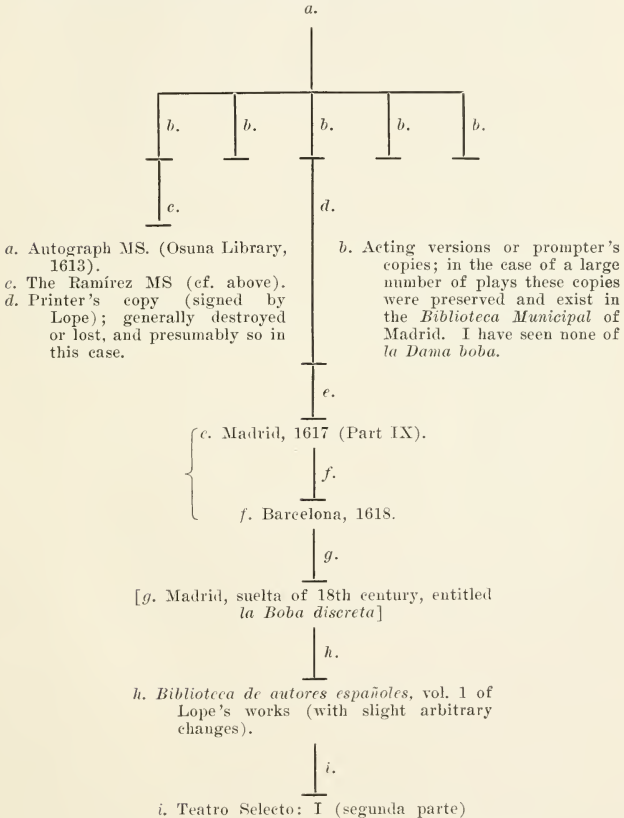 a.
b.
b.
b.
b.
b.
c.
d.
a. Autograph MS. (Osuna Library,
1613).
c. The Ramírez MS (cf. above).
d. Printer's copy (signed by
Lope); generally destroyed
or lost, and presumably so in
this case.
b. Acting versions or prompter's
copies; in the case of a large
number of plays these copies
were preserved and exist in
the Biblioteca Municipal of
Madrid. I have seen none of
la Dama boba.
e.
c. Madrid, 1617 (Part IX).
f.
f. Barcelona, 1618.
g.
[g. Madrid, suelta of 18th century, entitled
la Boba discreta]
h.
h. Biblioteca de autores españoles, vol. 1 of
Lope's works (with slight arbitrary
changes).
i.
i. Teatro Selecto: I (segunda parte)